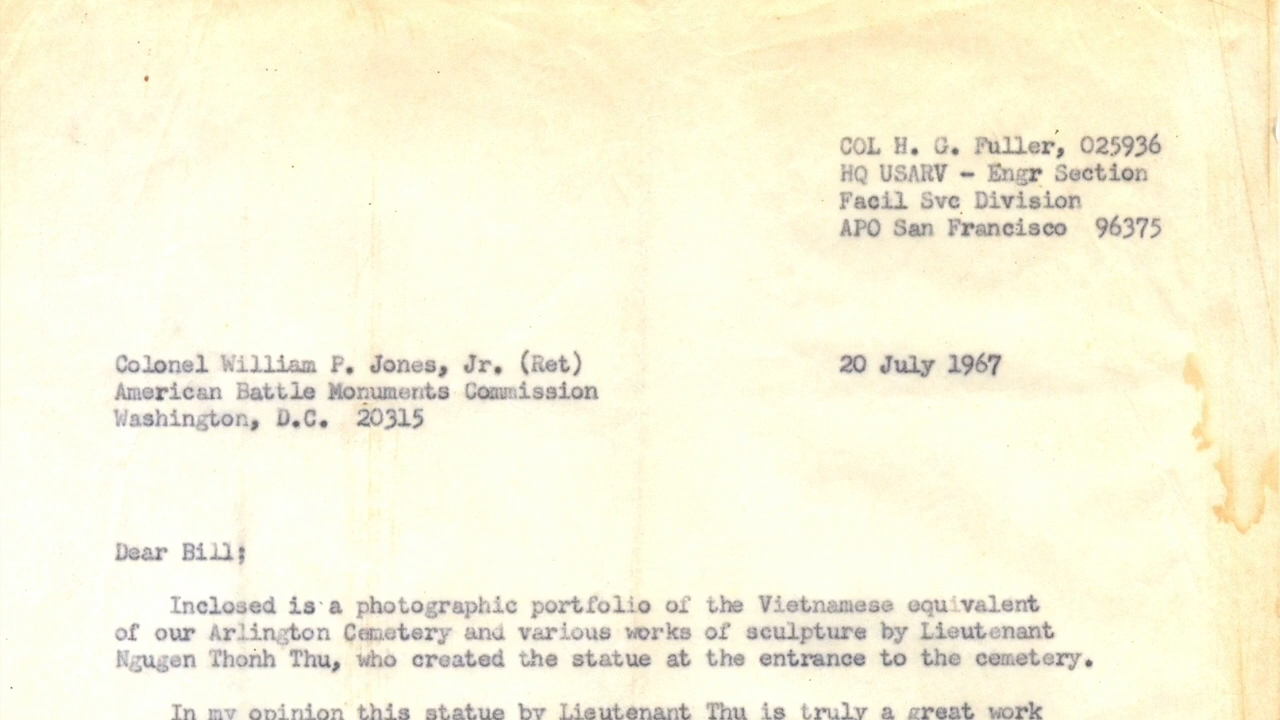 COL H. G. Fuller, O25936
HQ USARV - Engr Section
Facil Svc Division
APO San Francisco  96375
Colonel William P. Jones, Jr. (Ret)
20 July 1967
American Battle Monuments Commission
Washington, D.C.  20315
Dear Bill;
Inclosed is a photographic portfolio of the Vietnamese equivalent
of our Arlington Cemetery and various works of sculpture by Lieutenant
Ngugen Thonh Thu, who created the statue at the entrance to the cemetery.
In my opinion this statue by Lieutenant Thu is truly a great work